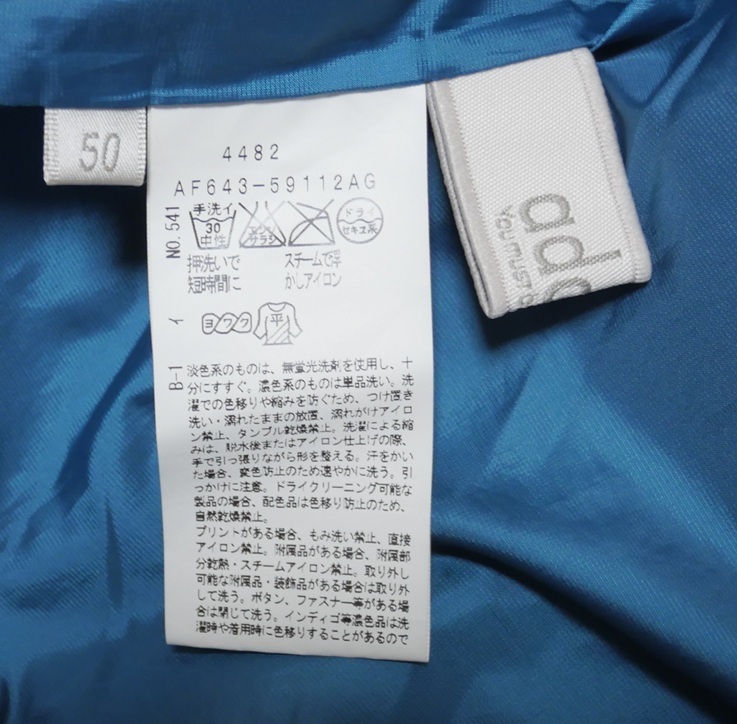 50
4482
AF643-59112AG
NO.541
手洗イ
30
中性
エンソ
サラシ
ドライ
セキユ系
押洗いで
短時間に
スチームで浮
かしアイロン
イ
ヨワク
平
B-1
淡色系のものは、無蛍光洗剤を使用し、十
分にすすぐ。濃色系のものは単品洗い。洗
濯での色移りや縮みを防ぐため、つけ置き
洗い・濡れたままの放置、濡れがけアイロ
ン禁止、タンブル乾燥禁止。洗濯による縮
みは、脱水後またはアイロン仕上げの際、
手で引っ張りながら形を整える。汗をかい
た場合、変色防止のため速やかに洗う。引
っかけに注意。ドライクリーニング可能な
製品の場合、配色品は色移り防止のため、
自然乾燥禁止。
プリントがある場合、もみ洗い禁止、直接
アイロン禁止。附属品がある場合、附属部
分乾熱・スチームアイロン禁止。取り外し
可能な附属品・装飾品がある場合は取り外
して洗う。ボタン、ファスナー等がある場
合は閉じて洗う。インディゴ等濃色品は洗
濯時や着用時に色移りすることがあるので
ado
YOU MUST